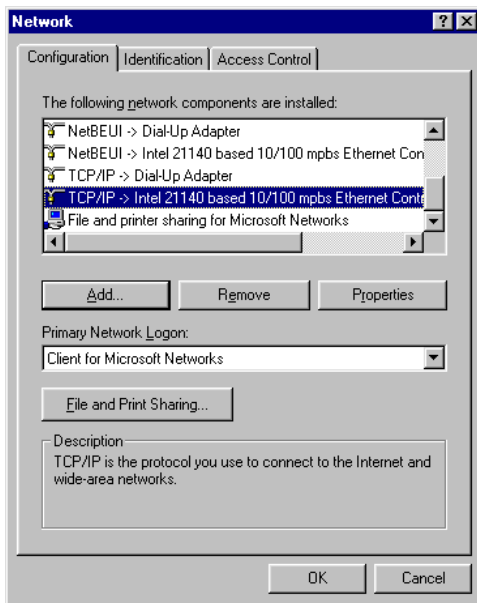 Network
Configuration Identification Access Control
The following network components are installed:
NetBEUI -> Dial-Up Adapter
NetBEUI -> Intel 21140 based 10/100 mpbs Ethernet Con
TCP/IP -> Dial-Up Adapter
TCP/IP -> Intel 21140 based 10/100 mpbs Ethernet Contr
File and printer sharing for Microsoft Networks
Add... Remove Properties
Primary Network Logon:
Client for Microsoft Networks
File and Print Sharing...
Description
TCP/IP is the protocol you use to connect to the Internet and
wide-area networks.
OK Cancel